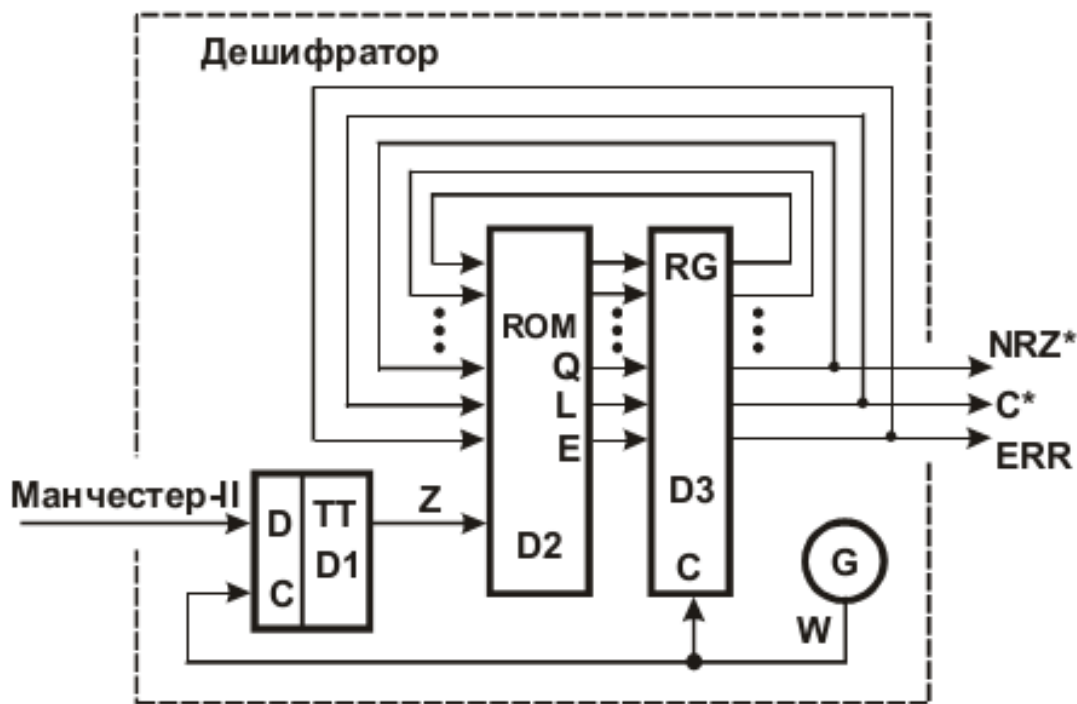 Дешифратор
RG
ROM
Q
L
E
NRZ*
C*
ERR
Манчестер-II
D
TT
Z
D1
C
D2
D3
C
G
W